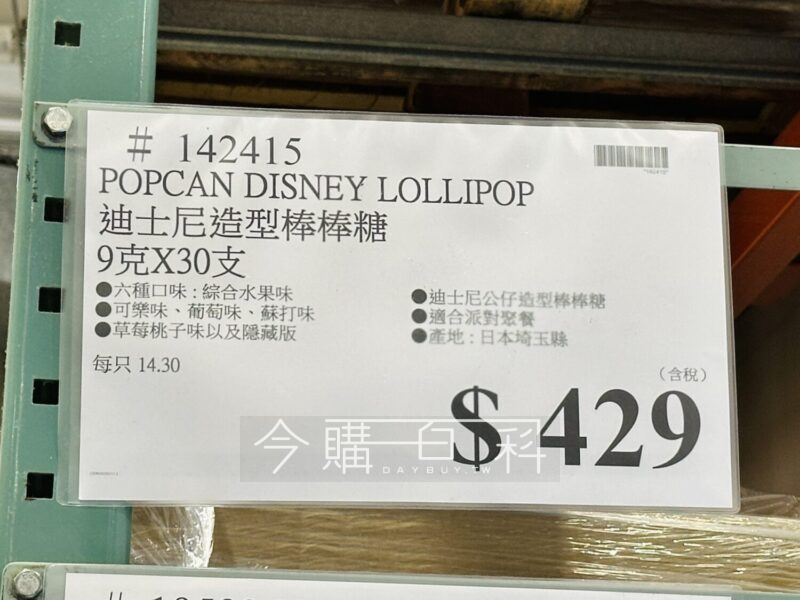 # 142415
POPCAN DISNEY LOLLIPOP
迪士尼造型棒棒糖
9克X30支
●六種口味:綜合水果味
●可樂味、葡萄味、蘇打味
●草莓桃子味以及隱藏版
●迪士尼公仔造型棒棒糖
●適合派對聚餐
●產地:日本埼玉縣
每只 14.30
(含稅)
$ 429
今購百科
DAYBUY.TW